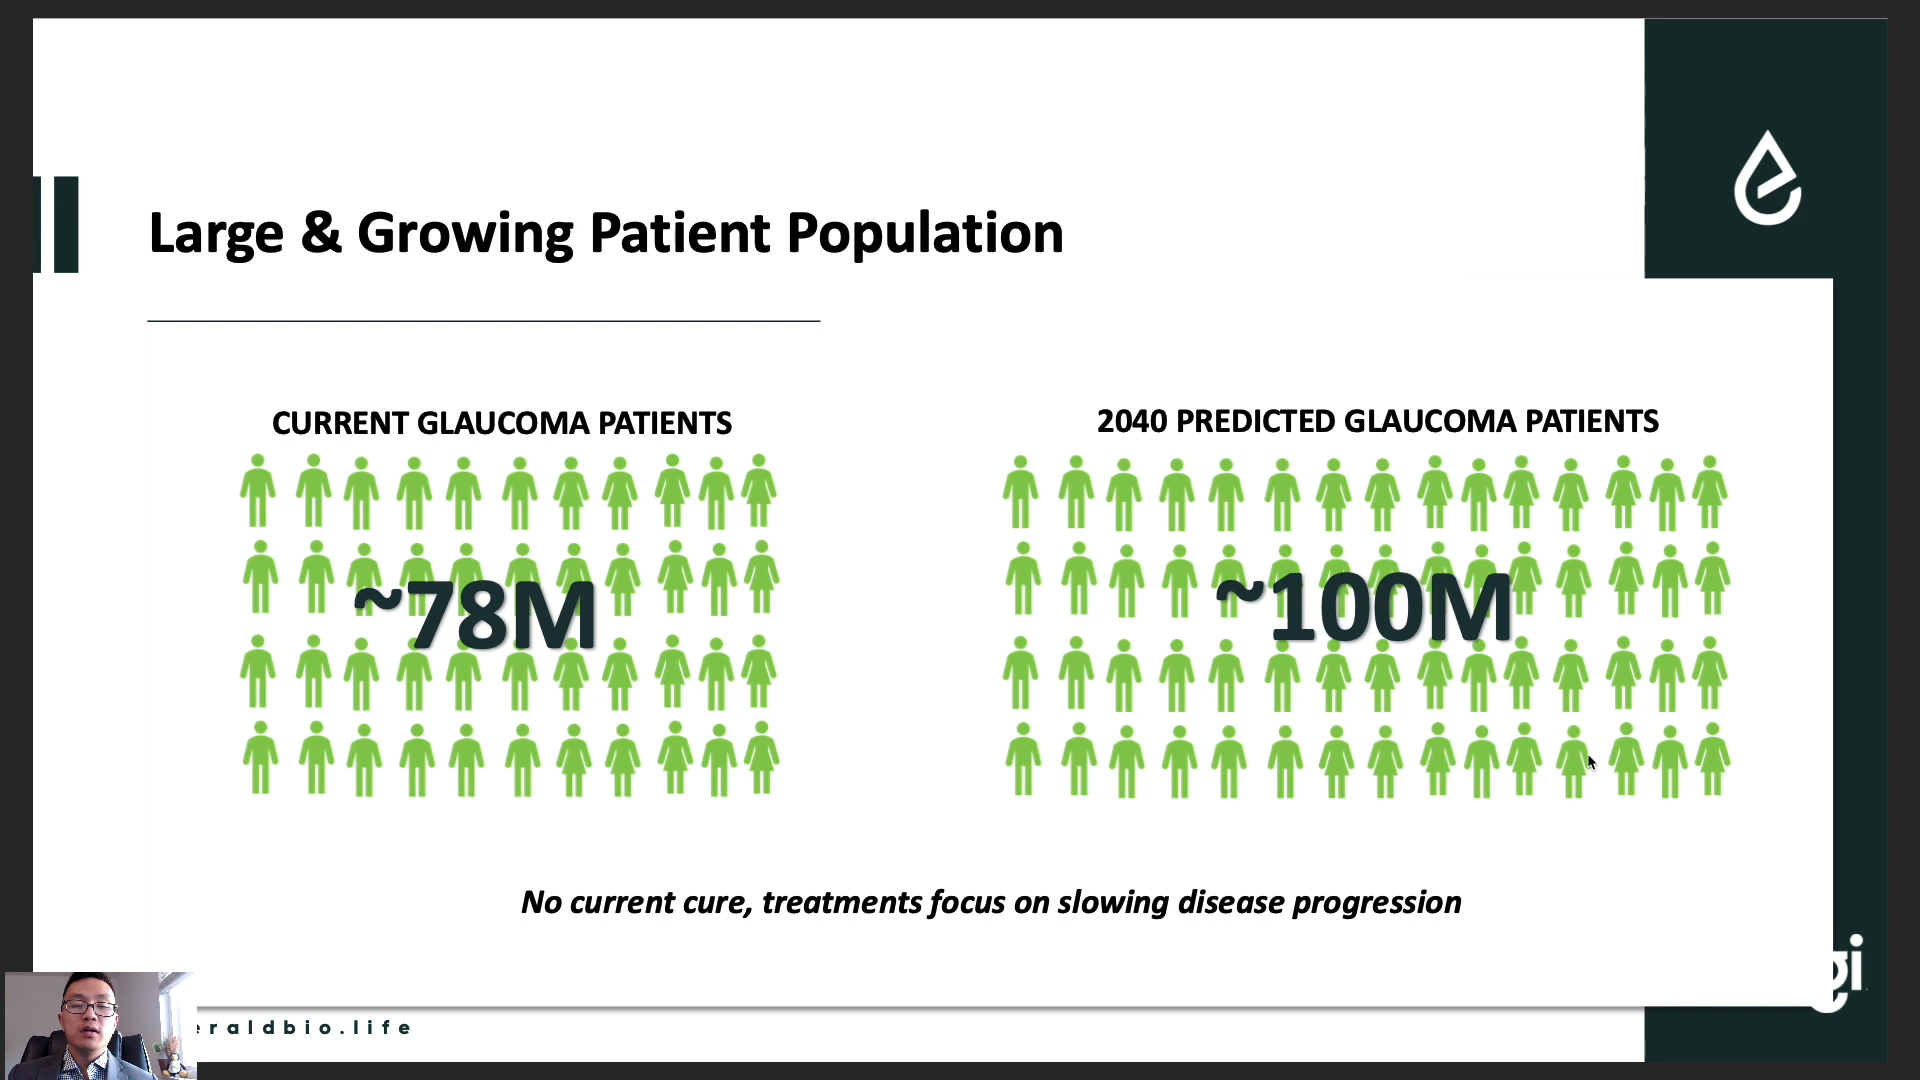 Large & Growing Patient Population
CURRENT GLAUCOMA PATIENTS
2040 PREDICTED GLAUCOMA PATIENTS
~78M
~100M
No current cure, treatments focus on slowing disease progression
eraldbio.life
gi